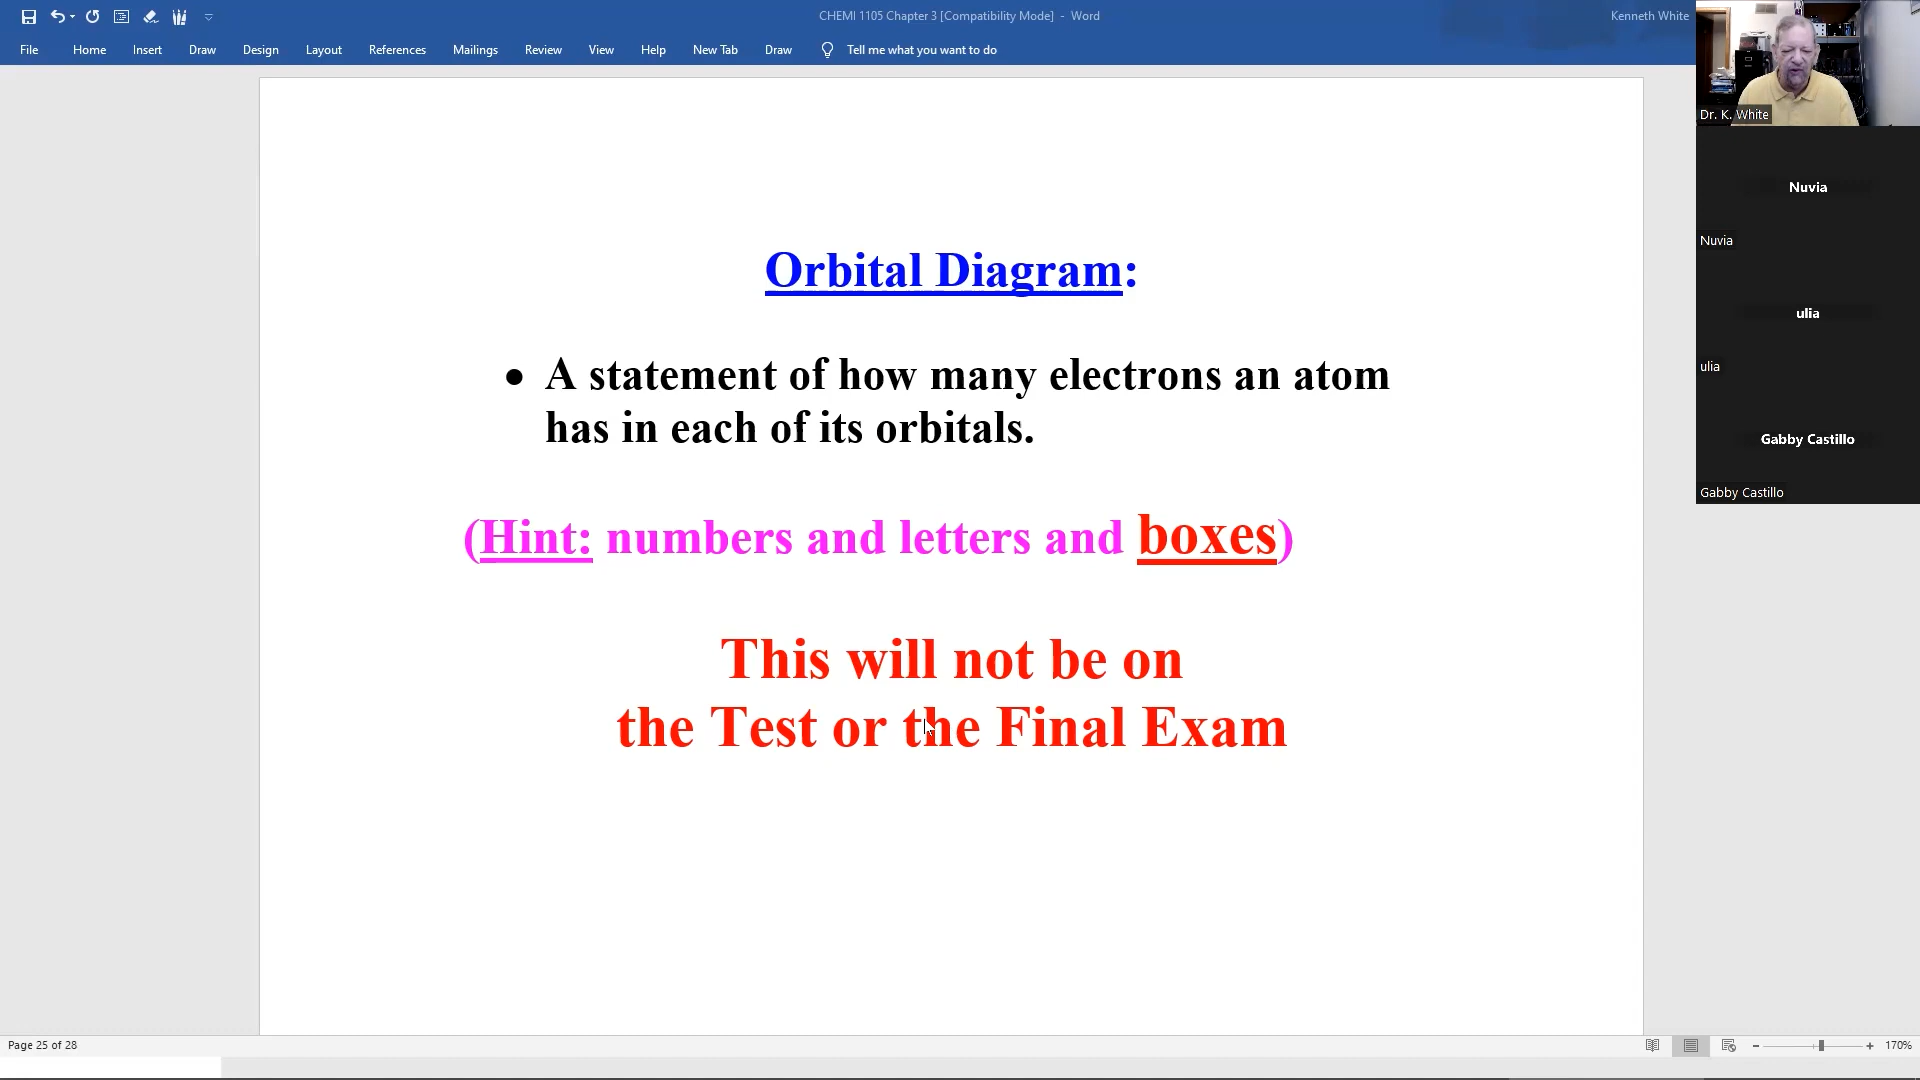 CHEMI 1105 Chapter 3 [Compatibility Mode] - Word
Kenneth White
File Home Insert Draw Design Layout References Mailings Review View Help New Tab Draw Tell me what you want to do
Dr. K. White
Nuvia
Nuvia
ulia
ulia
Gabby Castillo
Gabby Castillo
Orbital Diagram:
• A statement of how many electrons an atom
has in each of its orbitals.
(Hint: numbers and letters and boxes)
This will not be on
the Test or the Final Exam
Page 25 of 28
170%